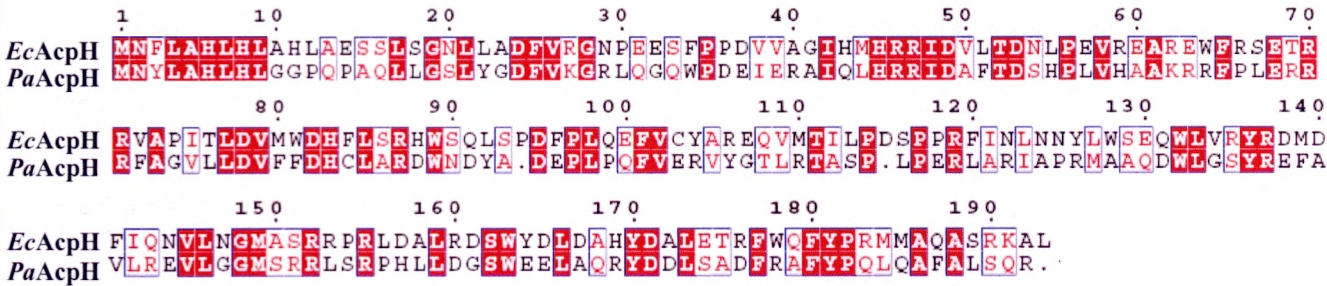 1 10 20 30 40 50 60 70
EcAcpH MNFLAHLHLAHLAESSLSGNLLADFVRGNPEESFPPDVVAGIHMHRRIDVLTDNLPEVREAREWFRSETR
PaAcpH MNYLAHLHLGGPQPAQLLGSLYGDFVKGRLQGQWPDEIERAIQLHRRIDAFTDSHPLVHAAKRRFPLERR
80 90 100 110 120 130 140
EcAcpH RVAPITLDVMWDHFLSRHWSQLSPDFPLQEFVCYAREQVMTILPDSPPRFINLNNYLWSEQWLVRYRDMD
PaAcpH RFAGVLLDVFFDHCLARDWNDYA.DEPLPQFVERVYGTLRTASP.LPERLARIAPRMAAQDWLGSYREFA
150 160 170 180 190
EcAcpH FIQNVLNGMASRRPRLDALRDSWYDLDAHYDALETRFWQFYPRMMAQASRKAL
PaAcpH VLREVLGGMSRRLSRPHLLDGSWEELAQRYDDLSADFRAFYPQLQAFALSQR.